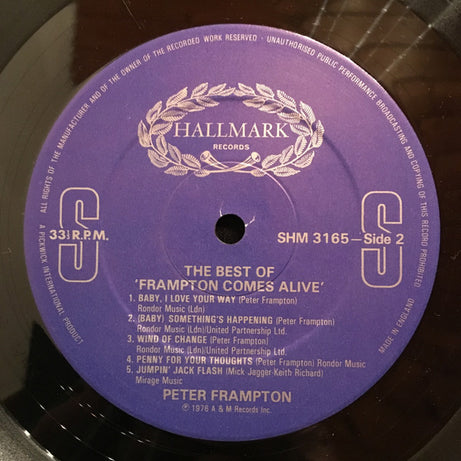 ALL RIGHTS OF THE MANUFACTURER AND OF THE OWNER OF THE RECORDED WORK RESERVED - UNAUTHORISED PUBLIC PERFORMANCE BROADCASTING AND COPYING OF THIS RECORD PROHIBITED
HALLMARK
RECORDS
S
S
33⅓ R.P.M.
SHM 3165—Side 2
THE BEST OF
'FRAMPTON COMES ALIVE'
1. BABY, I LOVE YOUR WAY (Peter Frampton)
Rondor Music (Ldn)
2. (BABY) SOMETHING'S HAPPENING (Peter Frampton)
Rondor Music (Ldn)/United Partnership Ltd.
3. WIND OF CHANGE (Peter Frampton)
Rondor Music (Ldn)/United Partnership Ltd.
4. PENNY FOR YOUR THOUGHTS (Peter Frampton) Rondor Music
5. JUMPIN' JACK FLASH (Mick Jagger-Keith Richard)
Mirage Music
PETER FRAMPTON
℗ 1976 A & M Records Inc.
A PICKWICK INTERNATIONAL PRODUCT
MADE IN ENGLAND